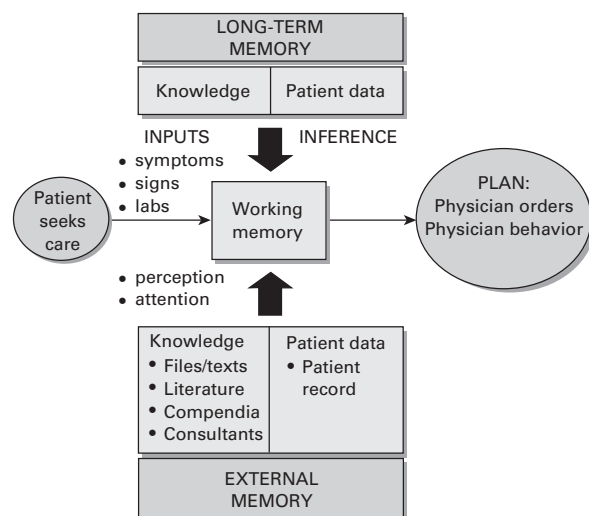 LONG-TERM
MEMORY
Knowledge
Patient data
INPUTS
INFERENCE
• symptoms
• signs
• labs
Patient
seeks
care
Working
memory
PLAN:
Physician orders
Physician behavior
• perception
• attention
Knowledge
• Files/texts
• Literature
• Compendia
• Consultants
Patient data
• Patient
record
EXTERNAL
MEMORY